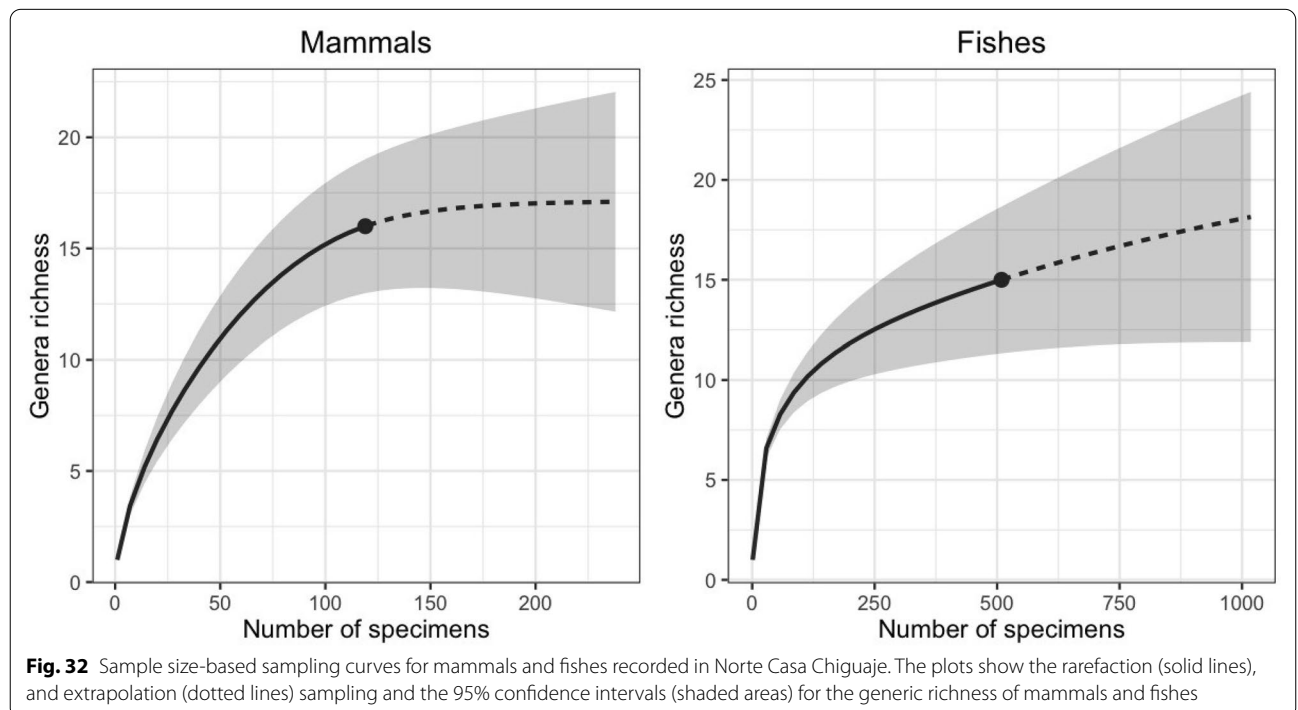 Mammals
Genera richness
20
15
10
5
0
0 50 100 150 200
Number of specimens
Fishes
Genera richness
25
20
15
10
5
0
0 250 500 750 1000
Number of specimens
Fig. 32 Sample size-based sampling curves for mammals and fishes recorded in Norte Casa Chiguaje. The plots show the rarefaction (solid lines),
and extrapolation (dotted lines) sampling and the 95% confidence intervals (shaded areas) for the generic richness of mammals and fishes